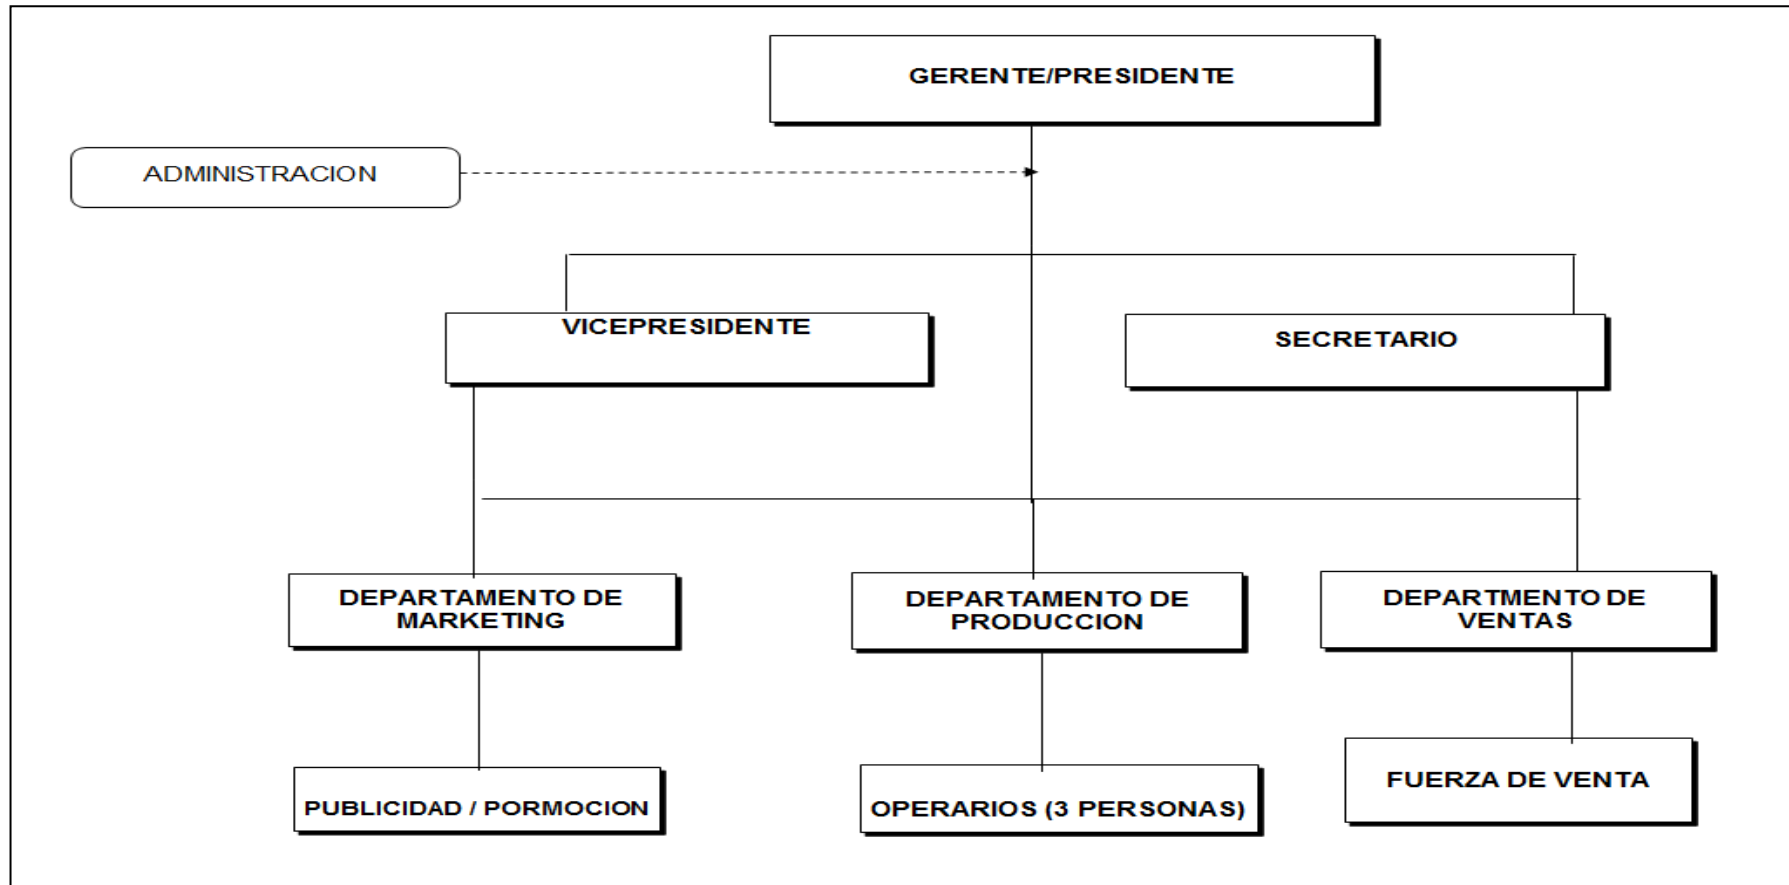 GERENTE/PRESIDENTE
ADMINISTRACION
VICEPRESIDENTE
SECRETARIO
DEPARTAMENTO DE
MARKETING
DEPARTAMENTO DE
PRODUCCION
DEPARTMENTO DE
VENTAS
PUBLICIDAD / PORMOCION
OPERARIOS (3 PERSONAS)
FUERZA DE VENTA